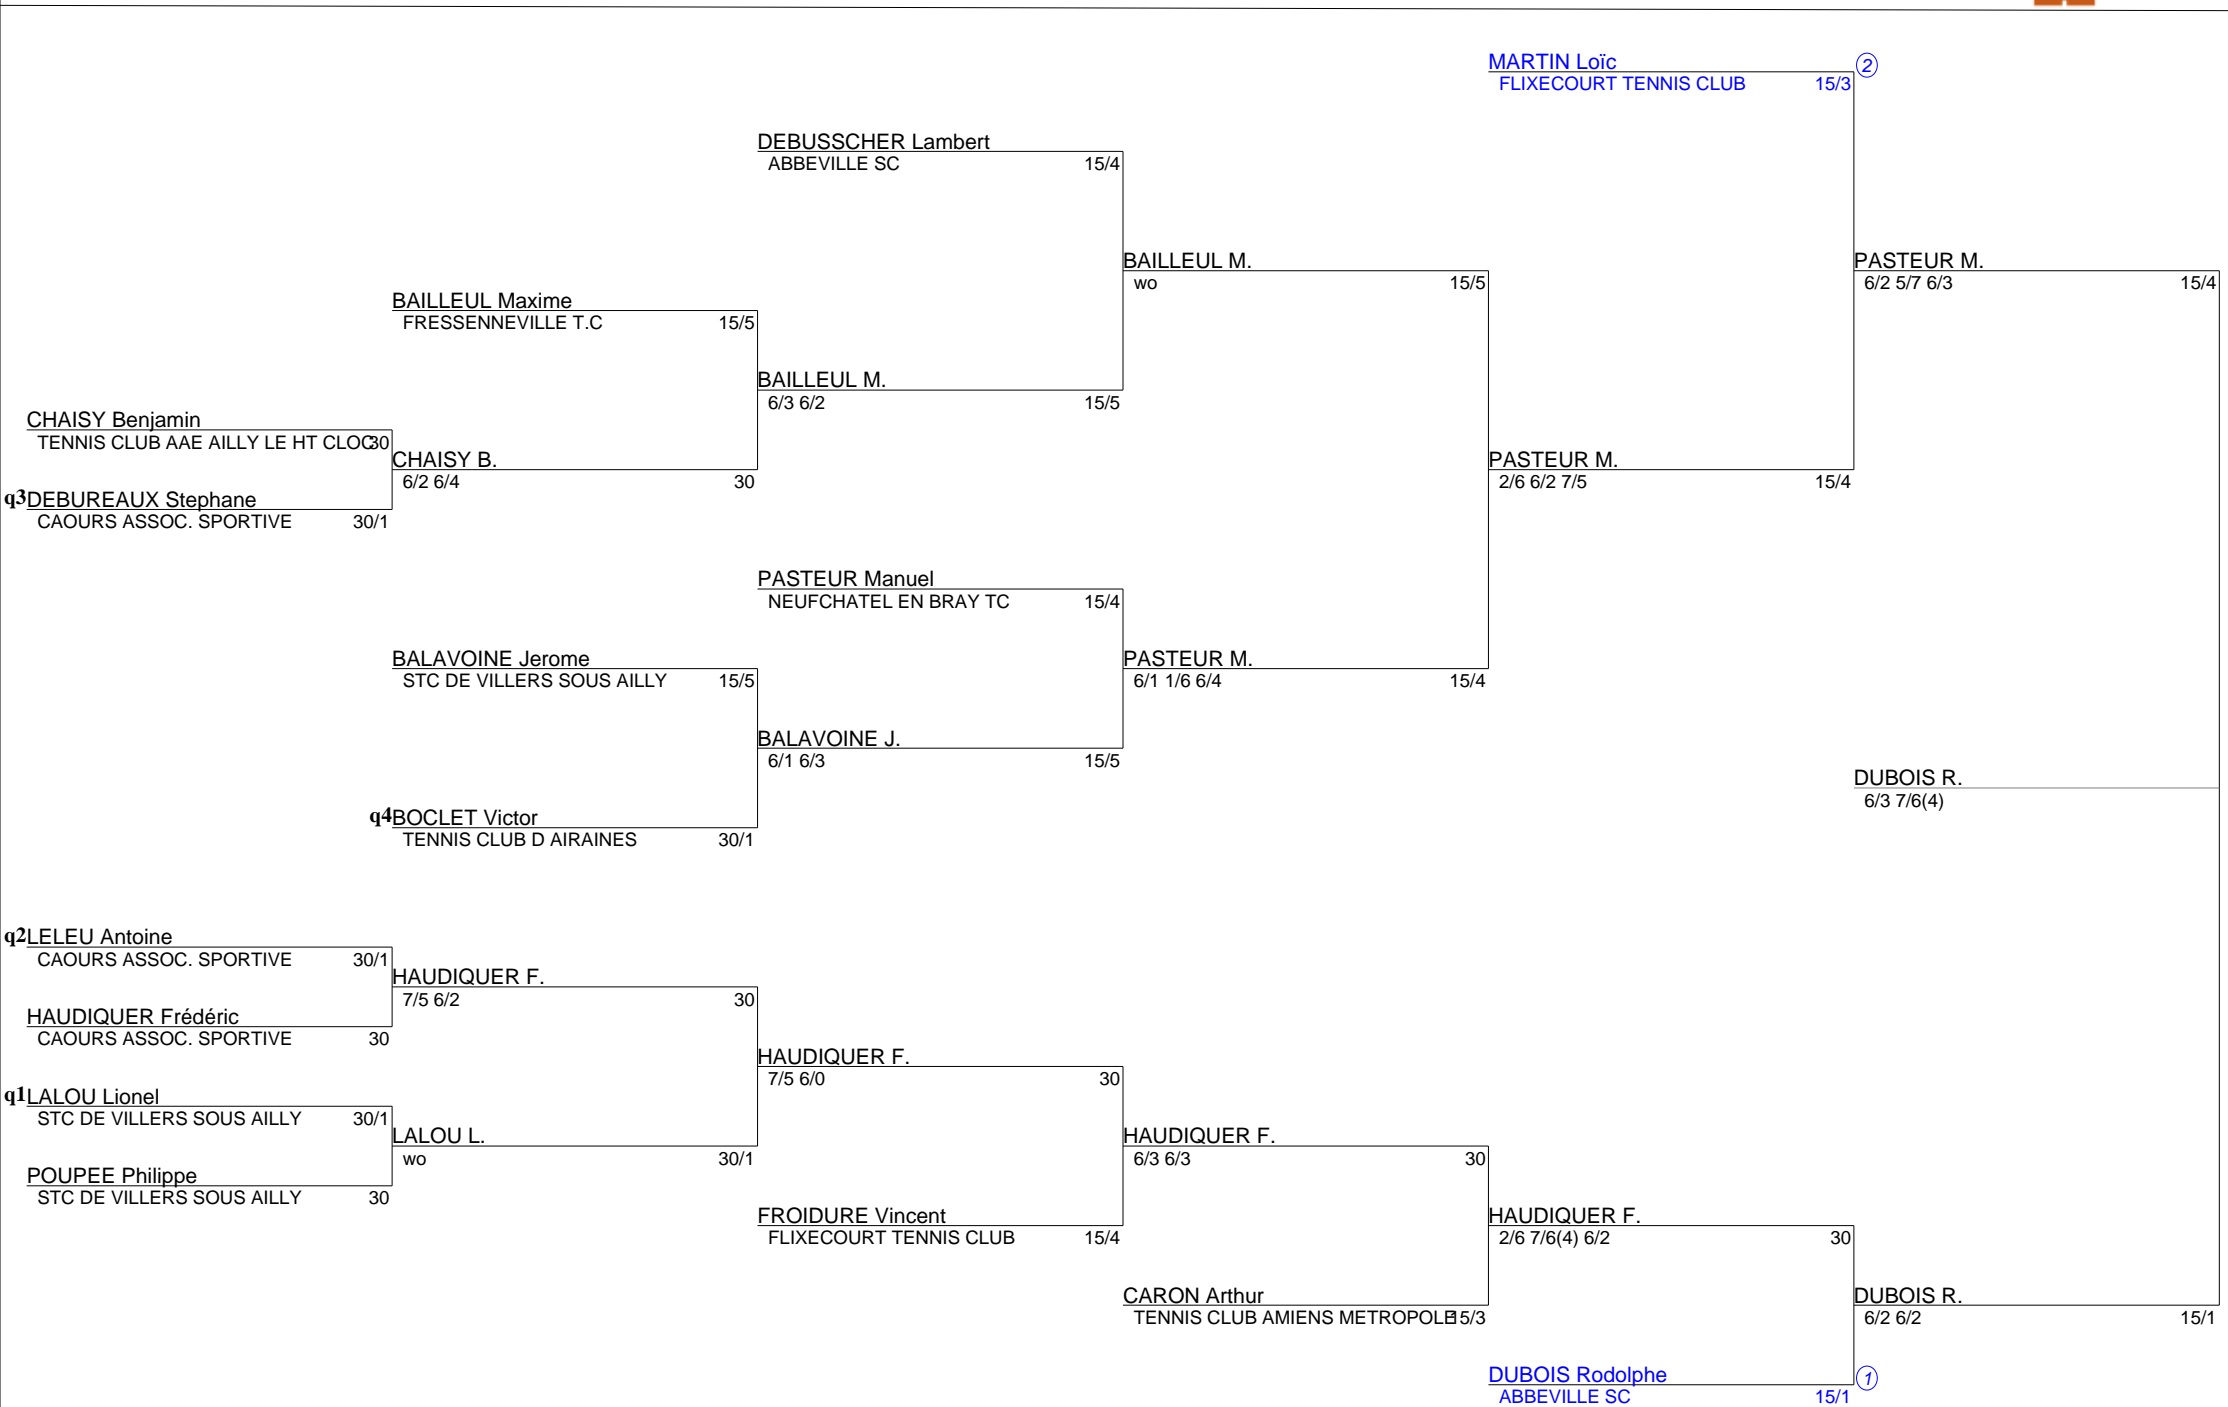 MARTIN Loïc 2
FLIXECOURT TENNIS CLUB 15/3
DEBUSSCHER Lambert
ABBEVILLE SC 15/4
BAILLEUL M.
wo 15/5
PASTEUR M.
6/2 5/7 6/3 15/4
BAILLEUL Maxime
FRESSENNEVILLE T.C 15/5
BAILLEUL M.
6/3 6/2 15/5
CHAISY Benjamin
TENNIS CLUB AAE AILLY LE HT CLOC 30
CHAISY B.
6/2 6/4 30
PASTEUR M.
2/6 6/2 7/5 15/4
q3 DEBUREAUX Stephane
CAOURS ASSOC. SPORTIVE 30/1
PASTEUR Manuel
NEUFCHATEL EN BRAY TC 15/4
BALAVOINE Jerome
STC DE VILLERS SOUS AILLY 15/5
PASTEUR M.
6/1 1/6 6/4 15/4
BALAVOINE J.
6/1 6/3 15/5
DUBOIS R.
6/3 7/6(4)
q4 BOCLET Victor
TENNIS CLUB D AIRAINES 30/1
q2 LELEU Antoine
CAOURS ASSOC. SPORTIVE 30/1
HAUDIQUER F.
7/5 6/2 30
HAUDIQUER Frédéric
CAOURS ASSOC. SPORTIVE 30
HAUDIQUER F.
7/5 6/0 30
q1 LALOU Lionel
STC DE VILLERS SOUS AILLY 30/1
LALOU L.
wo 30/1
HAUDIQUER F.
6/3 6/3 30
POUPEE Philippe
STC DE VILLERS SOUS AILLY 30
FROIDURE Vincent
FLIXECOURT TENNIS CLUB 15/4
HAUDIQUER F.
2/6 7/6(4) 6/2 30
CARON Arthur
TENNIS CLUB AMIENS METROPOLE 15/3
DUBOIS R.
6/2 6/2 15/1
DUBOIS Rodolphe 1
ABBEVILLE SC 15/1